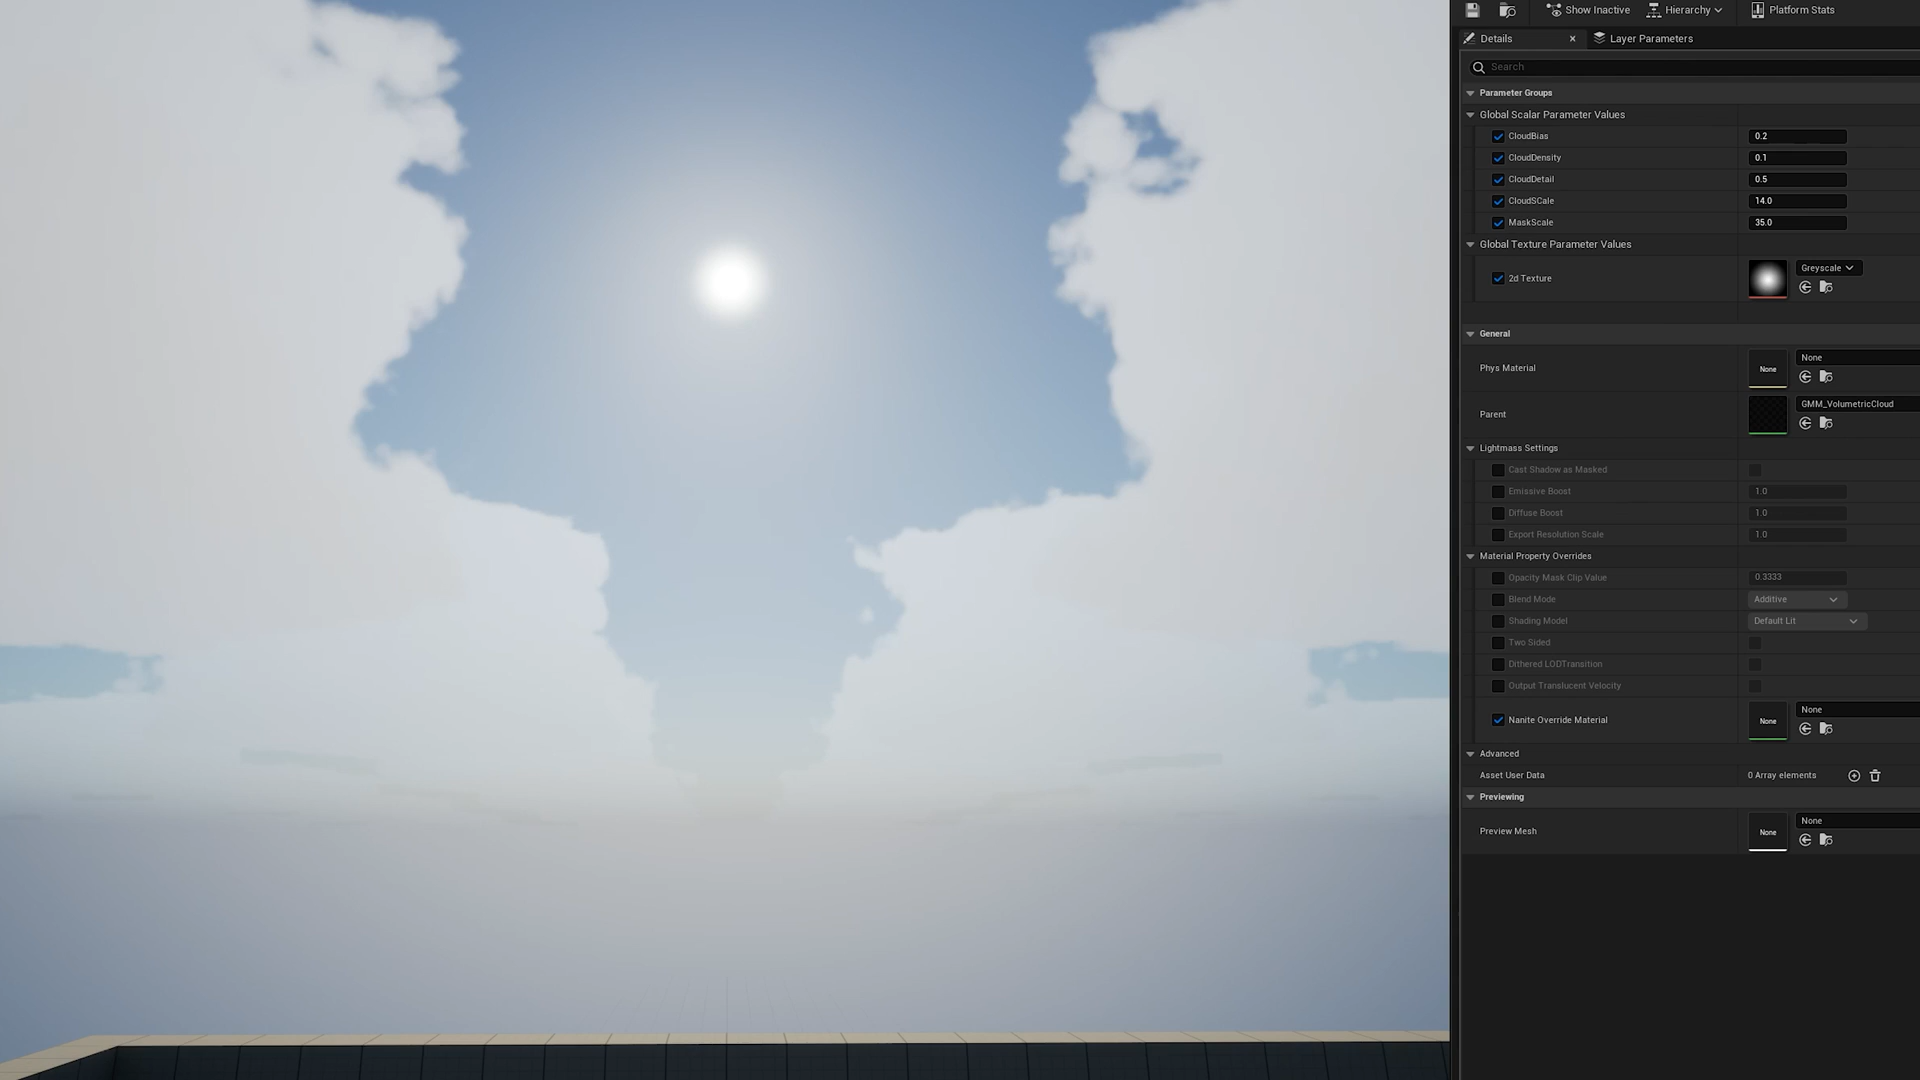 Show Inactive Hierarchy Platform Stats
Details Layer Parameters
Search
Parameter Groups
Global Scalar Parameter Values
CloudBias 0.2
CloudDensity 0.1
CloudDetail 0.5
CloudSCale 14.0
MaskScale 35.0
Global Texture Parameter Values
2d Texture Greyscale
General
Phys Material None None
Parent GMM_VolumetricCloud
Lightmass Settings
Cast Shadow as Masked
Emissive Boost 1.0
Diffuse Boost 1.0
Export Resolution Scale 1.0
Material Property Overrides
Opacity Mask Clip Value 0.3333
Blend Mode Additive
Shading Model Default Lit
Two Sided
Dithered LODTransition
Output Translucent Velocity
Nanite Override Material None None
Advanced
Asset User Data 0 Array elements
Previewing
Preview Mesh None None